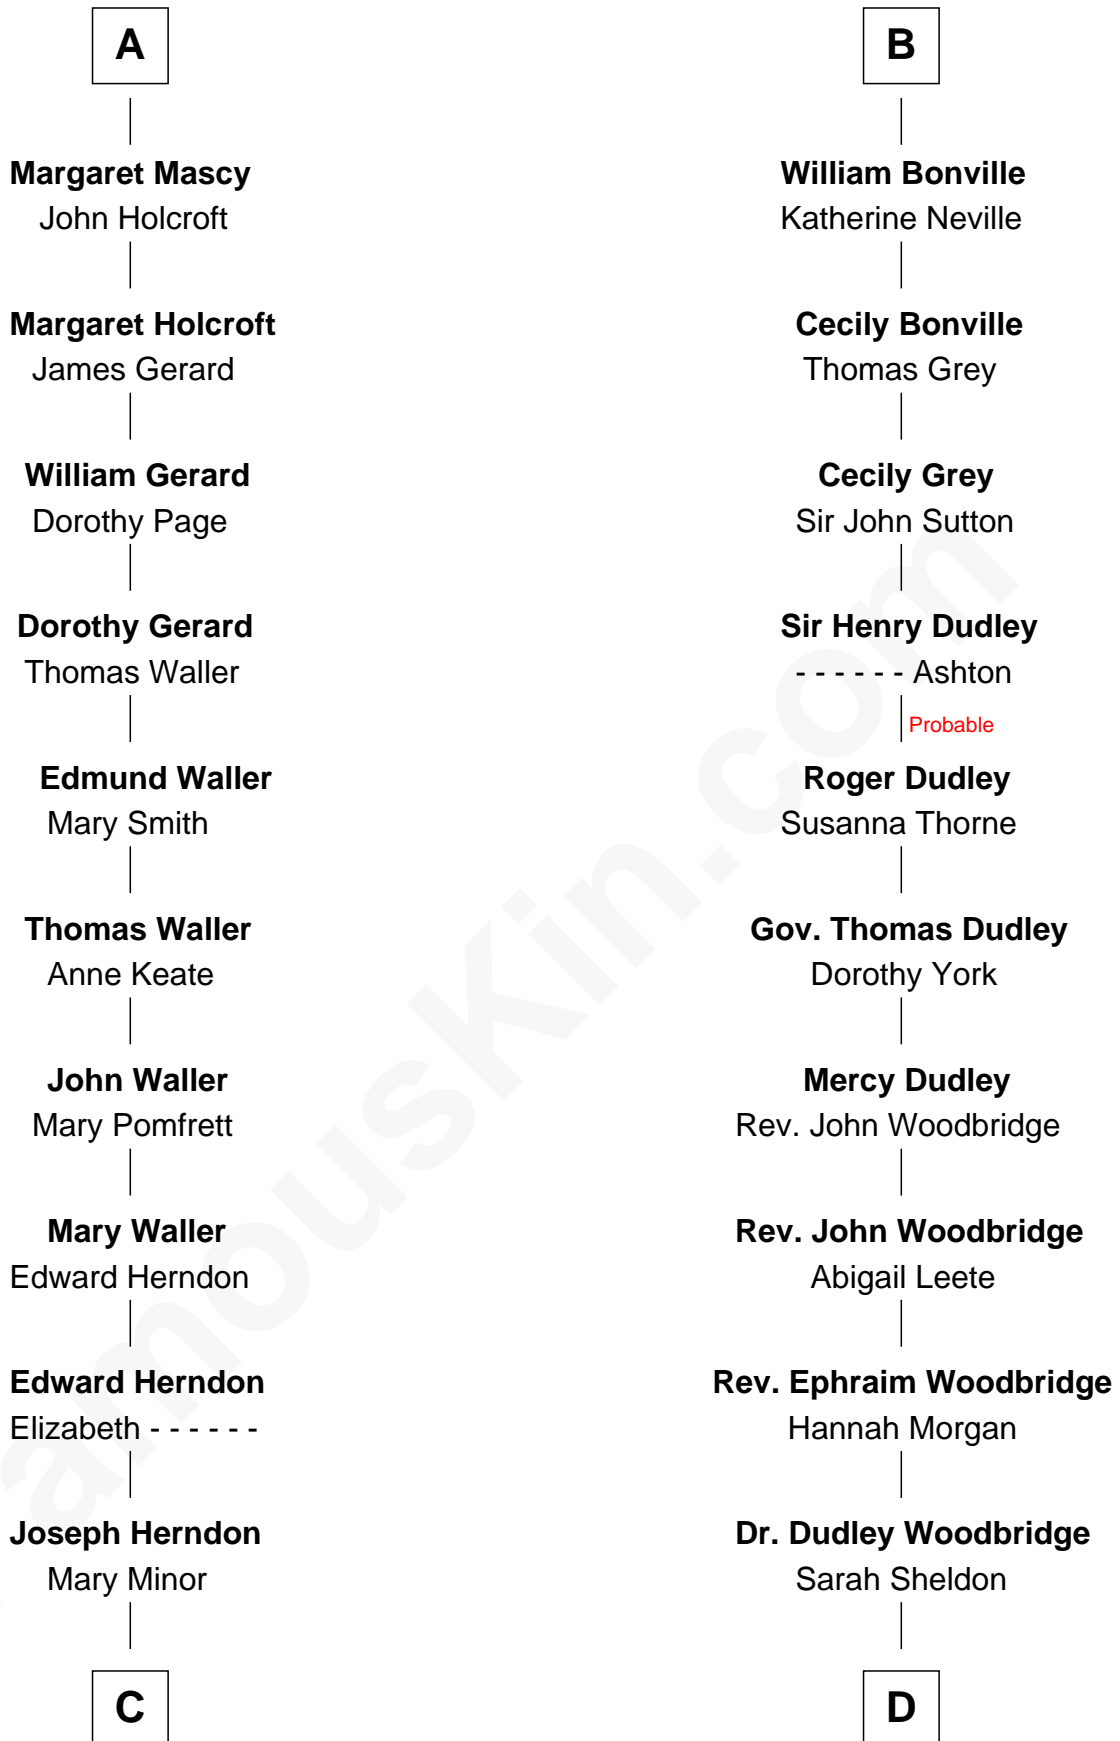 A
Margaret Mascy
John Holcroft
Margaret Holcroft
James Gerard
William Gerard
Dorothy Page
Dorothy Gerard
Thomas Waller
Edmund Waller
Mary Smith
Thomas Waller
Anne Keate
John Waller
Mary Pomfrett
Mary Waller
Edward Herndon
Edward Herndon
Elizabeth - - - - - -
Joseph Herndon
Mary Minor
C
B
William Bonville
Katherine Neville
Cecily Bonville
Thomas Grey
Cecily Grey
Sir John Sutton
Sir Henry Dudley
- - - - - - Ashton
Probable
Roger Dudley
Susanna Thorne
Gov. Thomas Dudley
Dorothy York
Mercy Dudley
Rev. John Woodbridge
Rev. John Woodbridge
Abigail Leete
Rev. Ephraim Woodbridge
Hannah Morgan
Dr. Dudley Woodbridge
Sarah Sheldon
D
amouskin.com